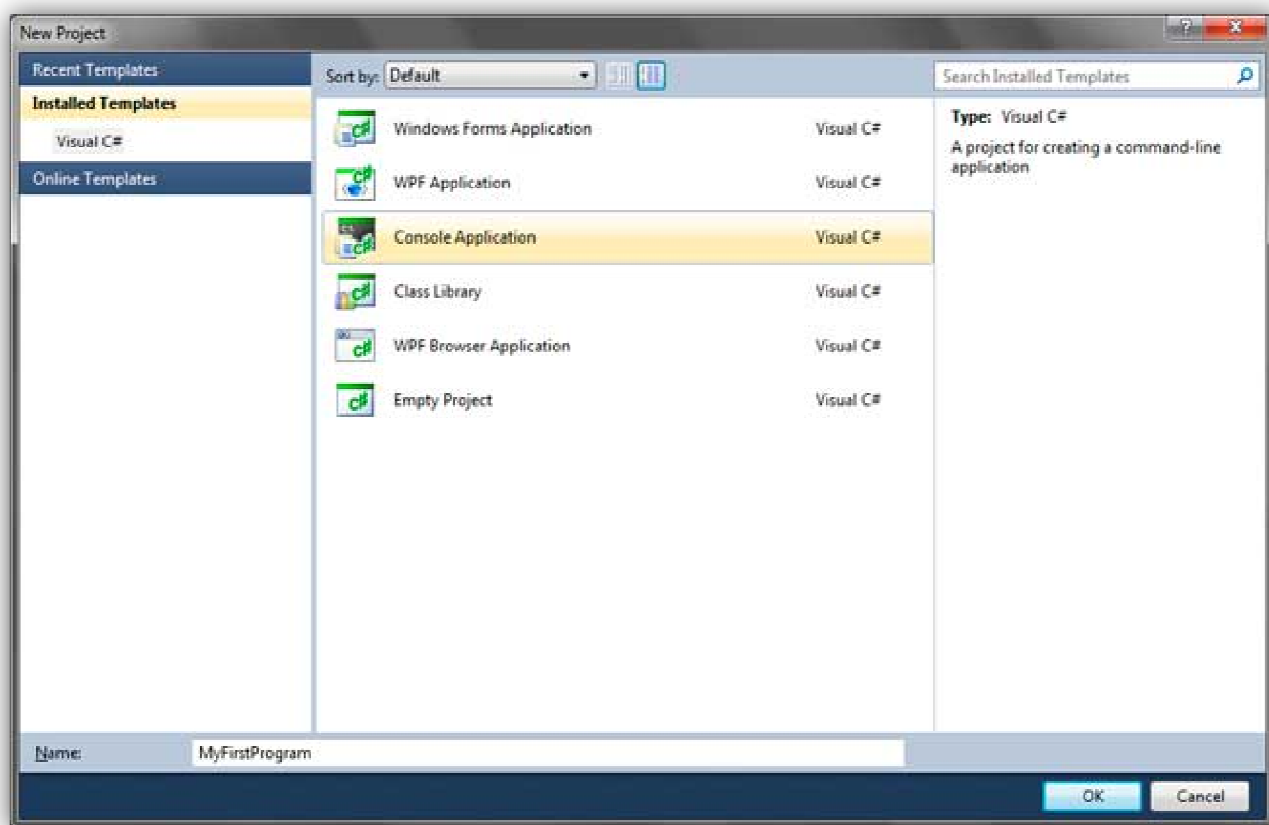 New Project
Recent Templates
Installed Templates
Visual C#
Online Templates
Sort by: Default
Search Installed Templates
Windows Forms Application Visual C#
WPF Application Visual C#
Console Application Visual C#
Class Library Visual C#
WPF Browser Application Visual C#
Empty Project Visual C#
Type: Visual C#
A project for creating a command-line
application
Name: MyFirstProgram
OK Cancel